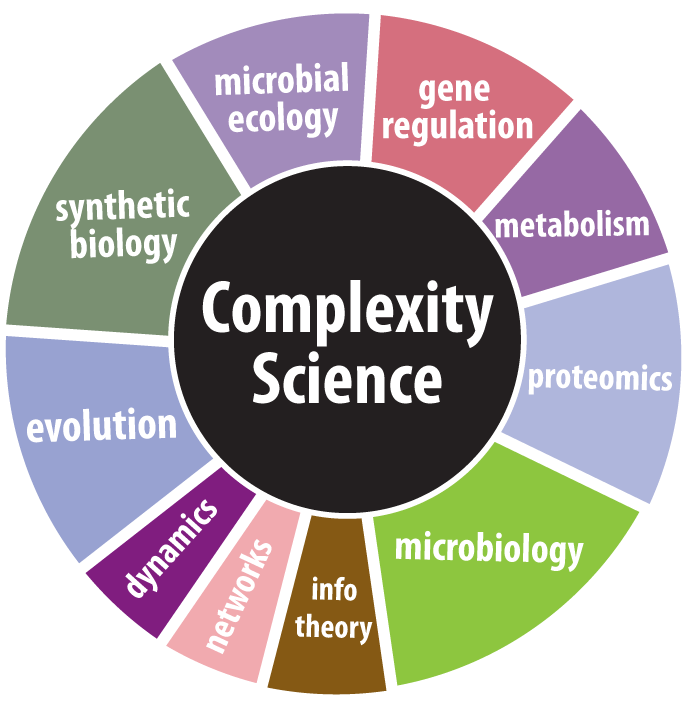 Complexity
Science
microbial
ecology
gene
regulation
metabolism
proteomics
microbiology
info
theory
networks
dynamics
evolution
synthetic
biology